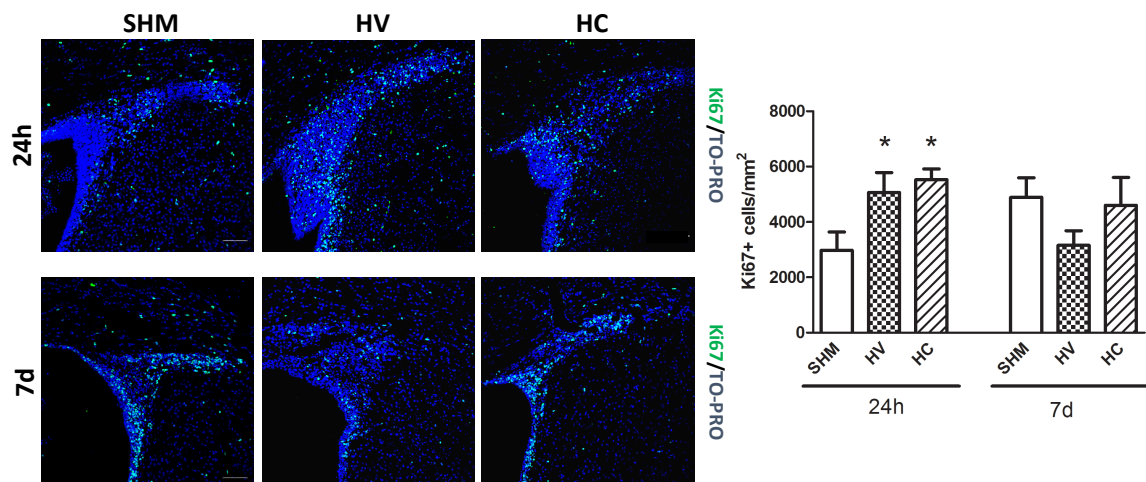 SHM HV HC
24h
Ki67/TO-PRO
7d
Ki67/TO-PRO
Ki67+ cells/mm²
8000
6000
4000
2000
0
* *
SHM HV HC SHM HV HC
24h 7d